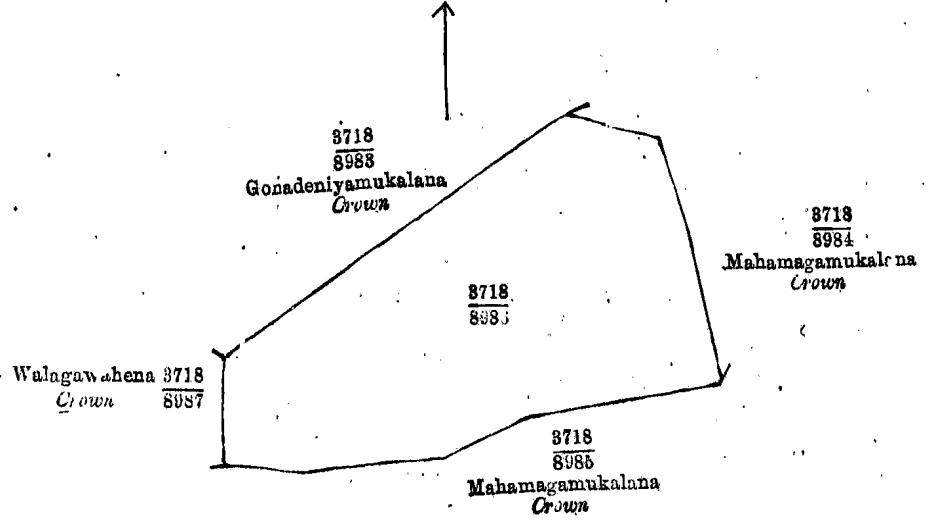 3718
8983
Gonadeniyamukalana
Crown
3718
8984
Mahamagamukalana
Crown
3718
Walagawahena 3718
Crown 8987
3718
8985
Mahamagamukalana
Crown